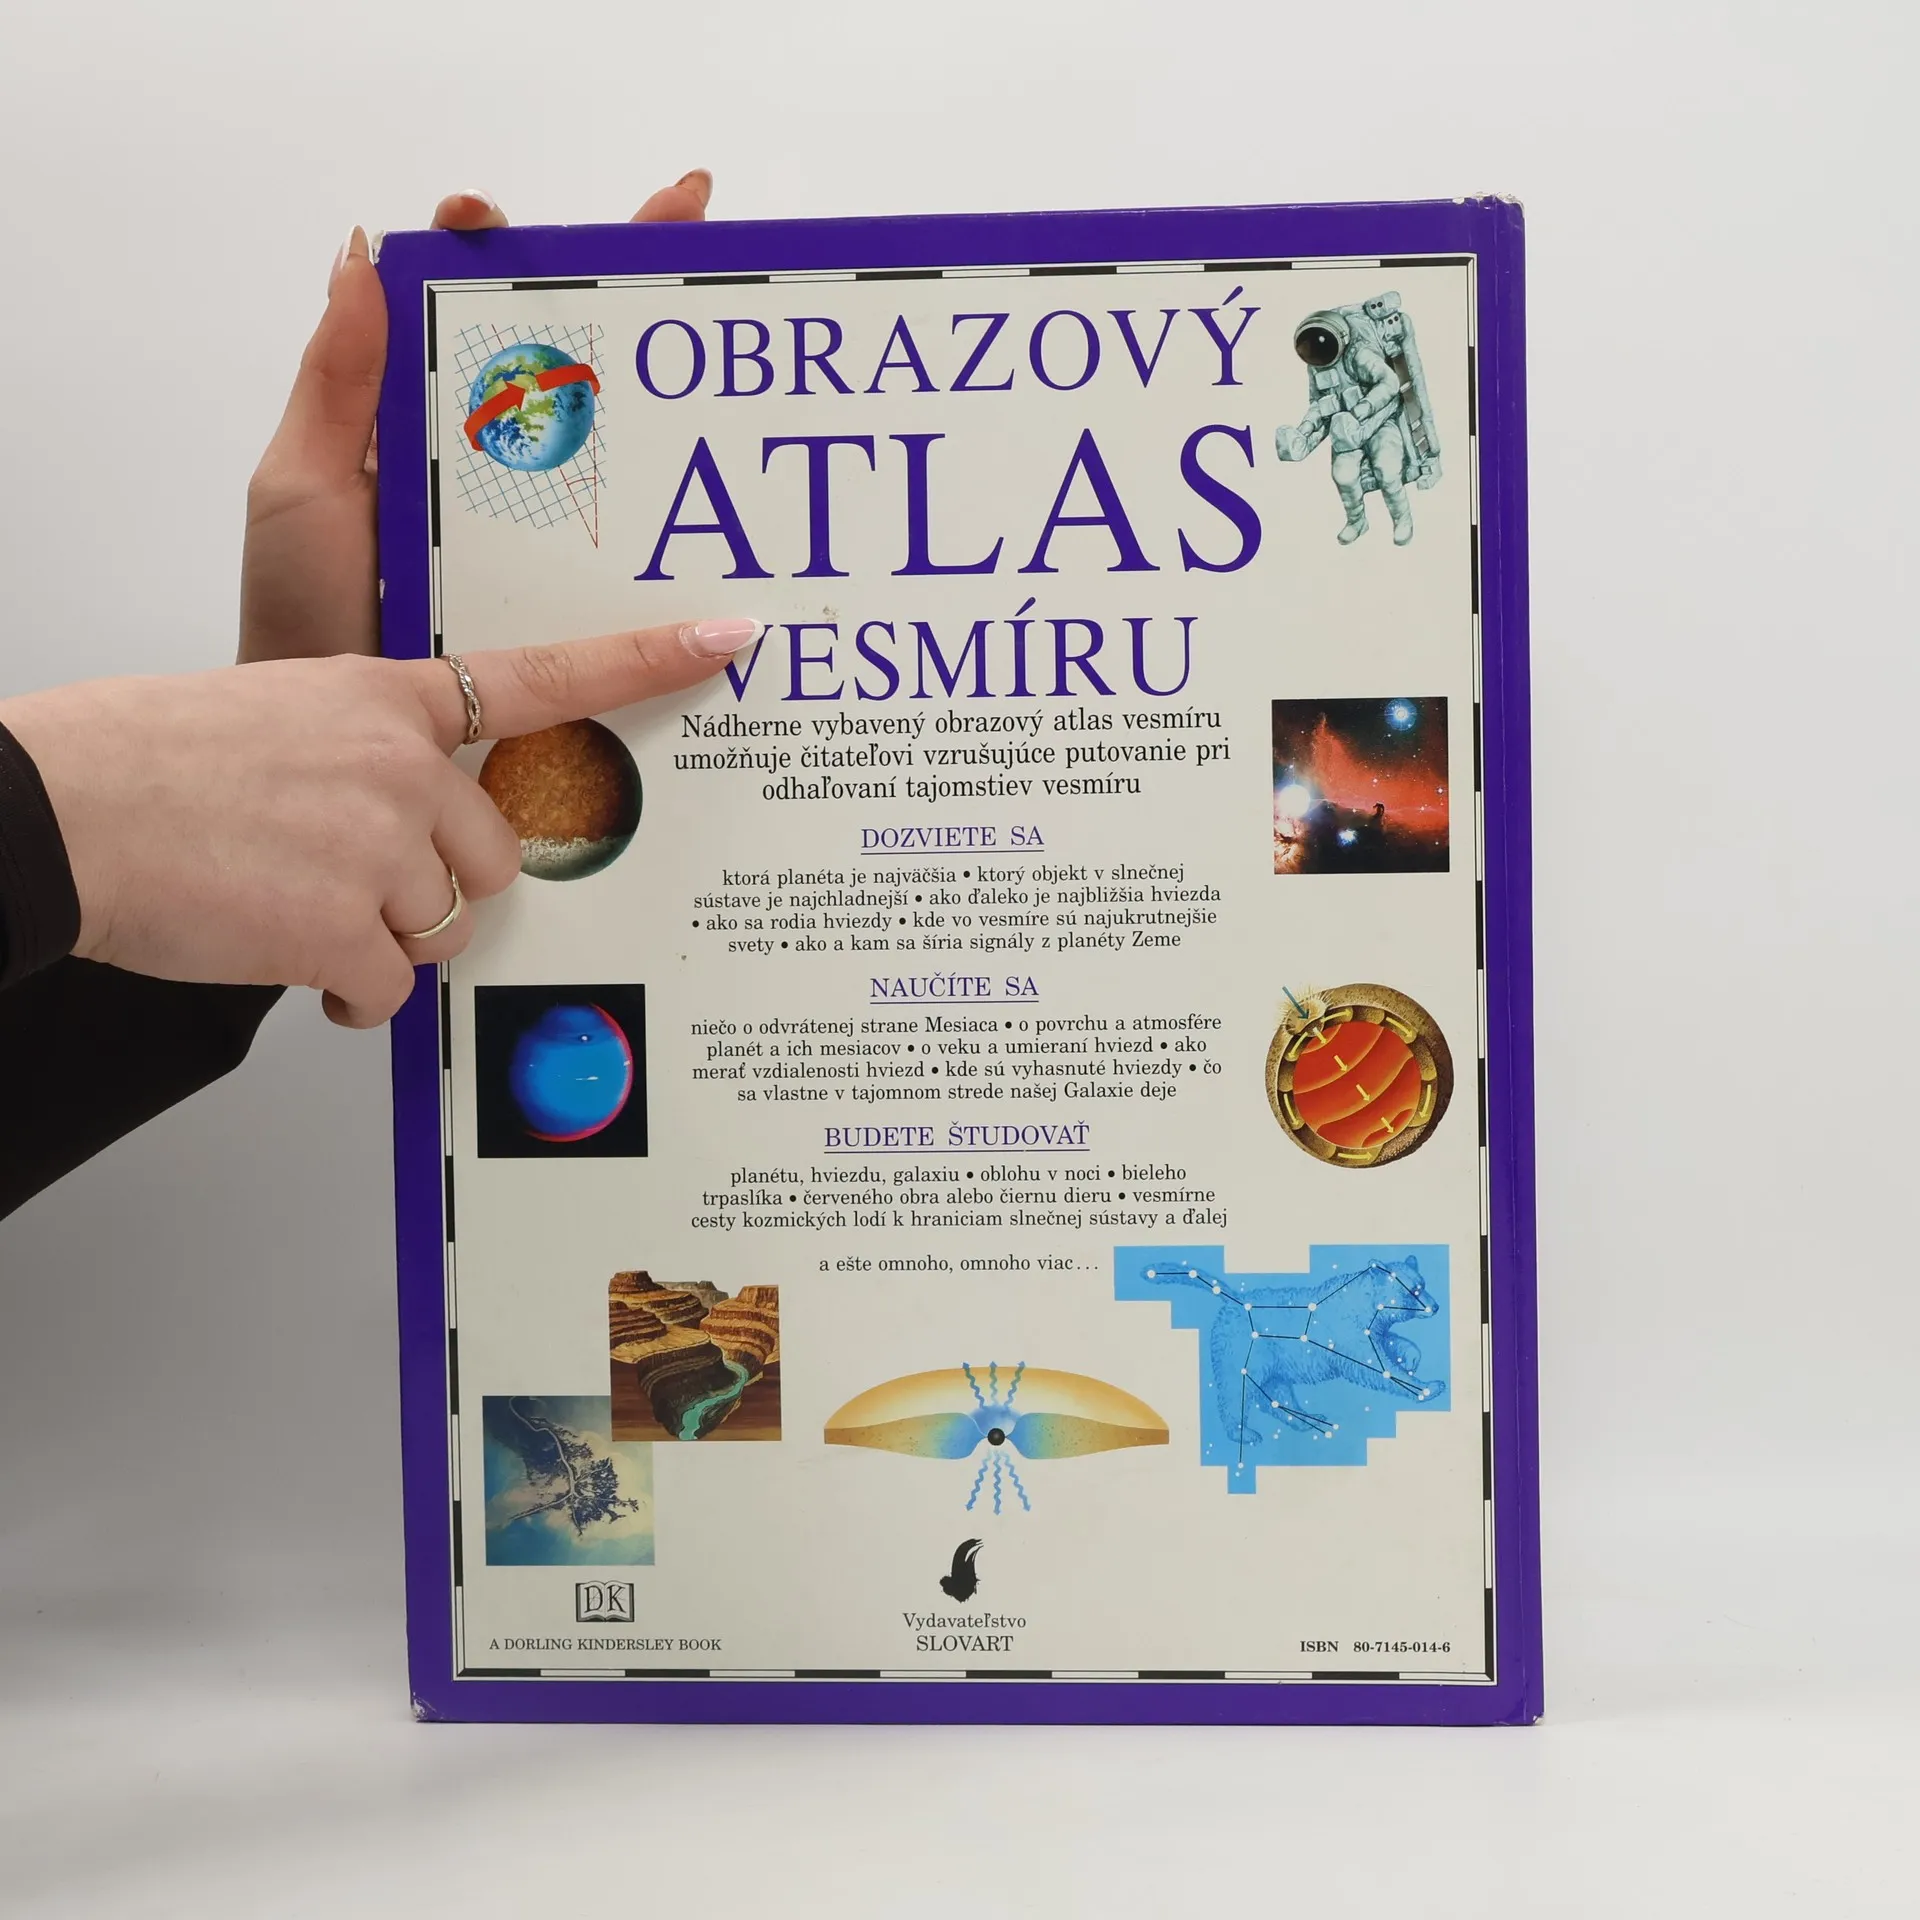 OBRAZOVÝ
ATLAS
VESMÍRU
Nádherne vybavený obrazový atlas vesmíru
umožňuje čitateľovi vzrušujúce putovanie pri
odhaľovaní tajomstiev vesmíru
DOZVIETE SA
ktorá planéta je najväčšia • ktorý objekt v slnečnej
sústave je najchladnejší • ako ďaleko je najbližšia hviezda
• ako sa rodia hviezdy • kde vo vesmíre sú najukrutnejšie
svety • ako a kam sa šíria signály z planéty Zeme
NAUČÍTE SA
niečo o odvrátenej strane Mesiaca • o povrchu a atmosfére
planét a ich mesiacov • o veku a umieraní hviezd • ako
merať vzdialenosti hviezd • kde sú vyhasnuté hviezdy • čo
sa vlastne v tajomnom strede našej Galaxie deje
BUDETE ŠTUDOVAŤ
planétu, hviezdu, galaxiu • oblohu v noci • bieleho
trpaslíka • červeného obra alebo čiernu dieru • vesmírne
cesty kozmických lodí k hraniciam slnečnej sústavy a ďalej
a ešte omnoho, omnoho viac...
DK
A DORLING KINDERSLEY BOOK
Vydavateľstvo
SLOVART
ISBN 80-7145-014-6